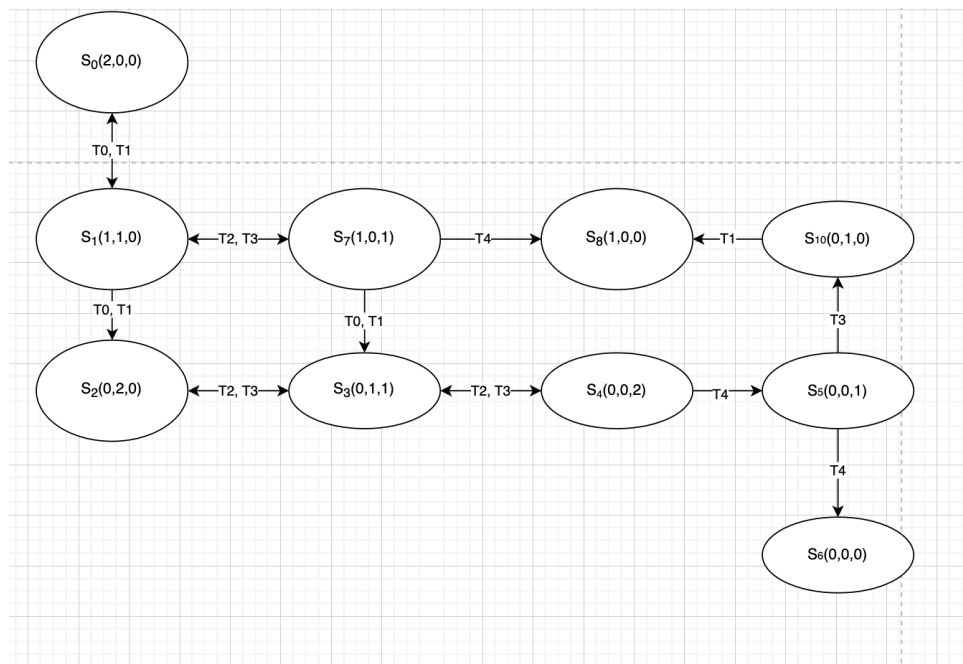 S₀(2,0,0)
T0, T1
S₁(1,1,0)
T2, T3
S₇(1,0,1)
T4
S₈(1,0,0)
T1
S₁₀(0,1,0)
T0, T1
T0, T1
T3
S₂(0,2,0)
T2, T3
S₃(0,1,1)
T2, T3
S₄(0,0,2)
T4
S₅(0,0,1)
T4
S₆(0,0,0)